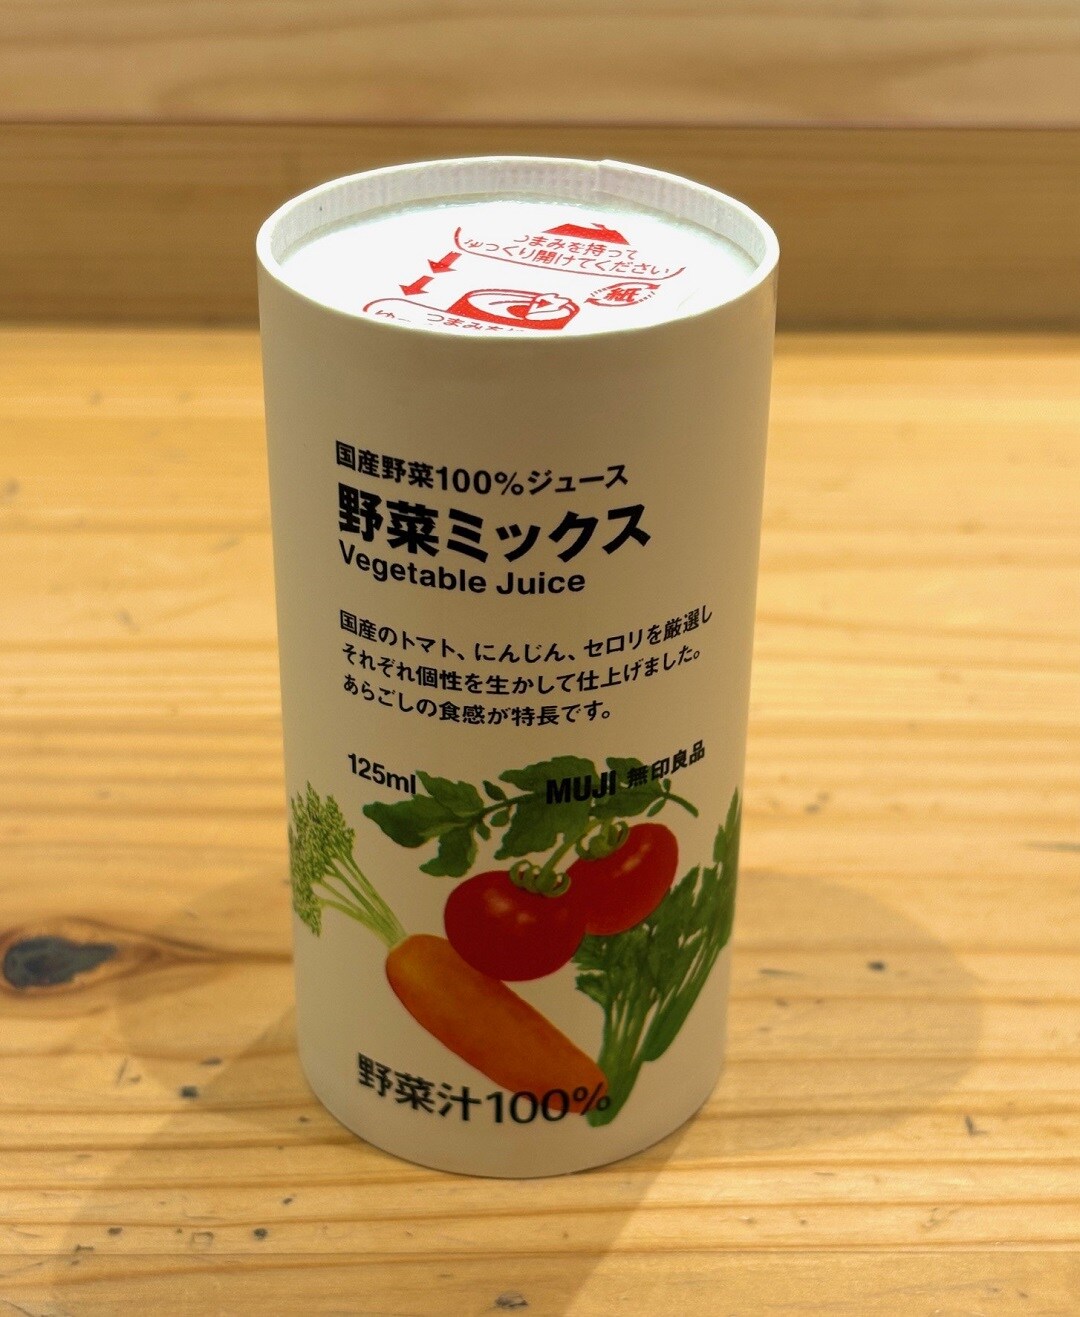 つまみを持って
ゆっくり開けてください
紙
国産野菜100%ジュース
野菜ミックス
Vegetable Juice
国産のトマト、にんじん、セロリを厳選し
それぞれ個性を生かして仕上げました。
あらごしの食感が特長です。
125ml
MUJI 無印良品
野菜汁100%